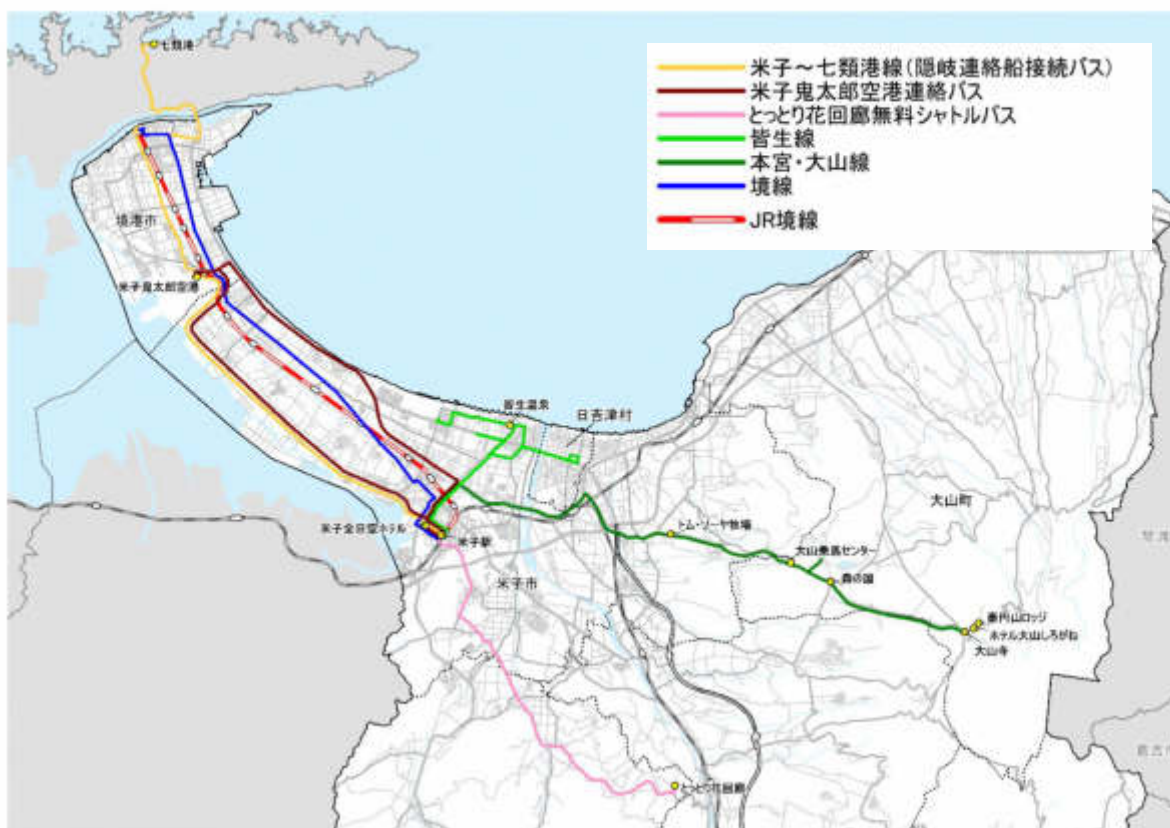 七類港
米子～七類港線(隠岐連絡船接続バス)
米子鬼太郎空港連絡バス
とっとり花回廊無料シャトルバス
皆生線
本宮・大山線
境線
JR境線
境港市
米子鬼太郎空港
皆生温泉
日吉津村
大山町
米子全日空ホテル
米子駅
トム・ソーヤ牧場
大山乗馬センター
森の国
米子市
豪円山ロッジ
ホテル大山しろがね
大山寺
とっとり花回廊